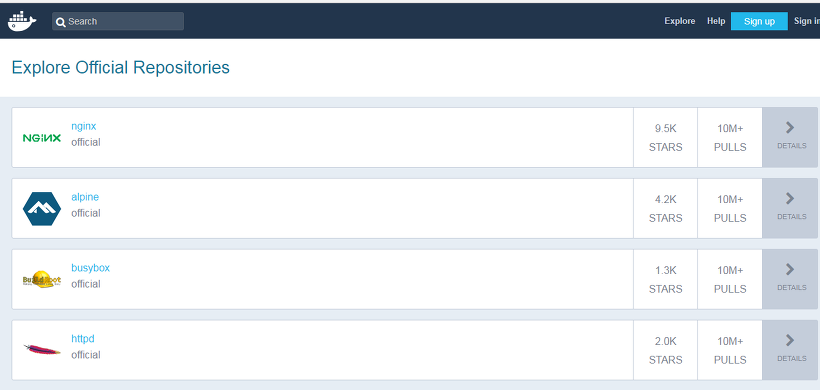 Search
Explore Help Sign up Sign in
Explore Official Repositories
NGINX
nginx
official
9.5K
STARS
10M+
PULLS
DETAILS
alpine
official
4.2K
STARS
10M+
PULLS
DETAILS
busybox
official
1.3K
STARS
10M+
PULLS
DETAILS
httpd
official
2.0K
STARS
10M+
PULLS
DETAILS